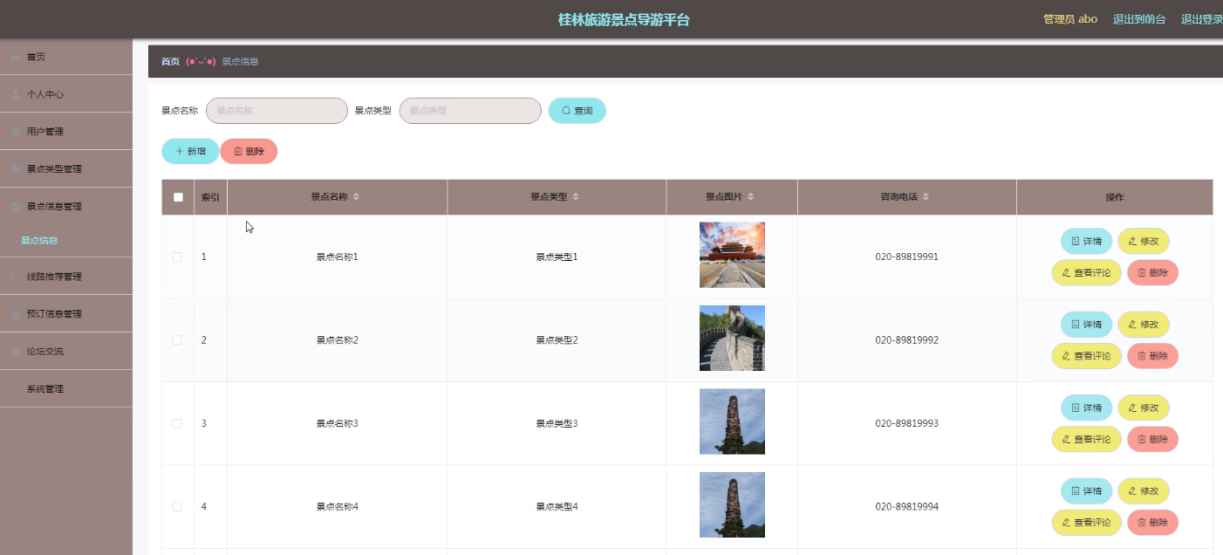 桂林旅游景点导游平台
管理员 abo 退出到前台 退出登录
首页
个人中心
用户管理
景点类型管理
景点信息管理
景点信息
线路推荐管理
预订信息管理
论坛交流
系统管理
首页 (●'◡'●) 景点信息
景点名称 景点名称 景点类型 景点类型 查询
+ 新增 删除
索引 景点名称 景点类型 景点图片 咨询电话 操作
1 景点名称1 景点类型1 020-89819991 详情 修改
查看评论 删除
2 景点名称2 景点类型2 020-89819992 详情 修改
查看评论 删除
3 景点名称3 景点类型3 020-89819993 详情 修改
查看评论 删除
4 景点名称4 景点类型4 020-89819994 详情 修改
查看评论 删除